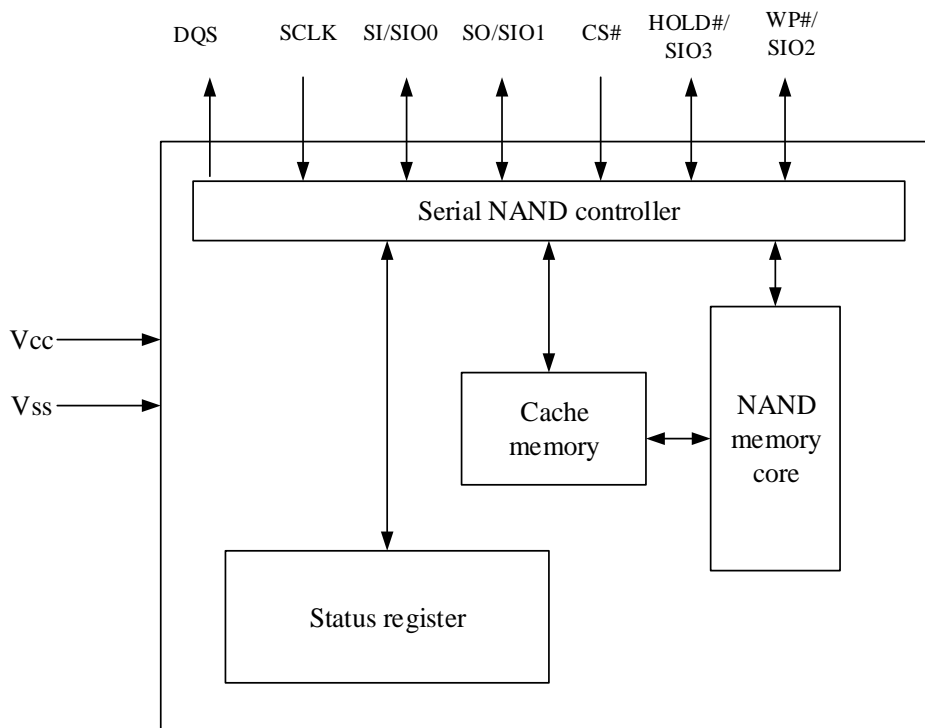 DQS
SCLK
SI/SIO0
SO/SIO1
CS#
HOLD#/
SIO3
WP#/
SIO2
Serial NAND controller
Vcc
Vss
Cache
memory
NAND
memory
core
Status register